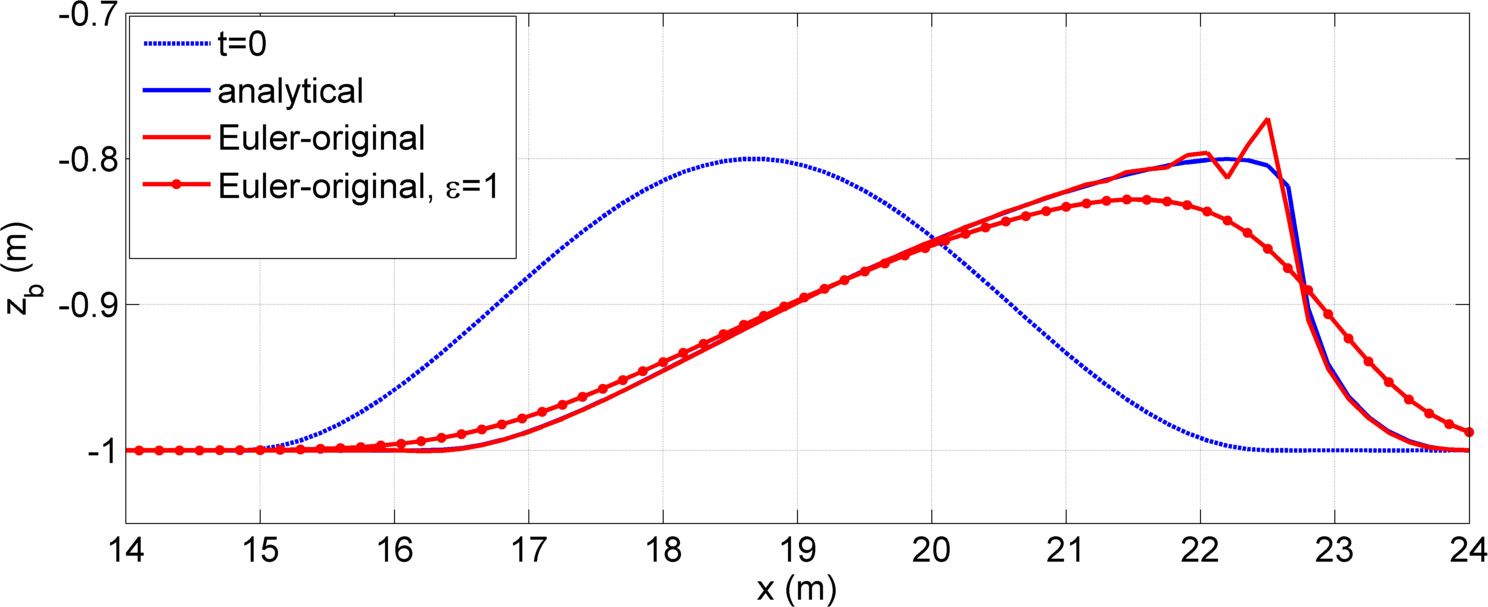 -0.7
t=0
analytical
Euler-original
Euler-original, ε=1
-0.8
-0.9
-1
z_b (m)
14 15 16 17 18 19 20 21 22 23 24
x (m)